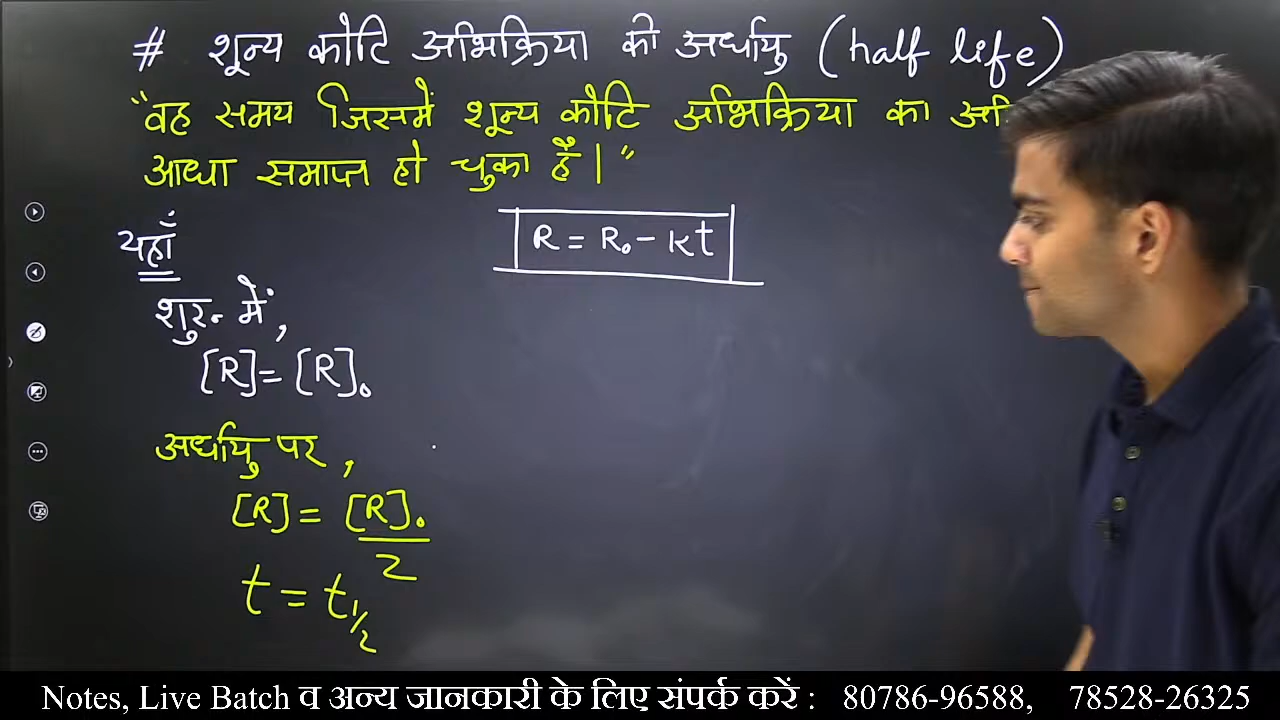 # शून्य कोटि अभिक्रिया की अर्धायु (half life)
"वह समय जिसमें शून्य कोटि अभिक्रिया का
आधा समाप्त हो चुका है।"
यहाँ
R = R₀ - kt
शुरु में,
[R] = [R]₀
अर्धायु पर,
[R] = [R]₀/2
t = t1/2
Notes, Live Batch व अन्य जानकारी के लिए संपर्क करें : 80786-96588, 78528-26325